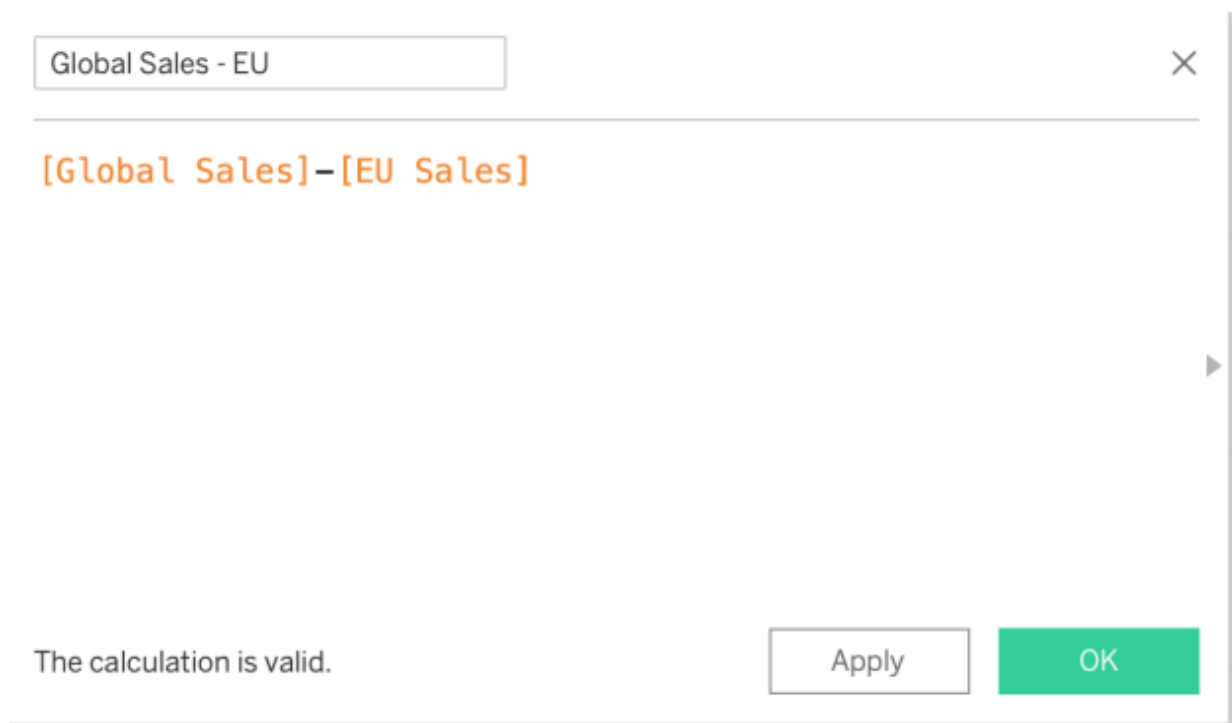 Global Sales - EU
[Global Sales]-[EU Sales]
The calculation is valid.
Apply
OK